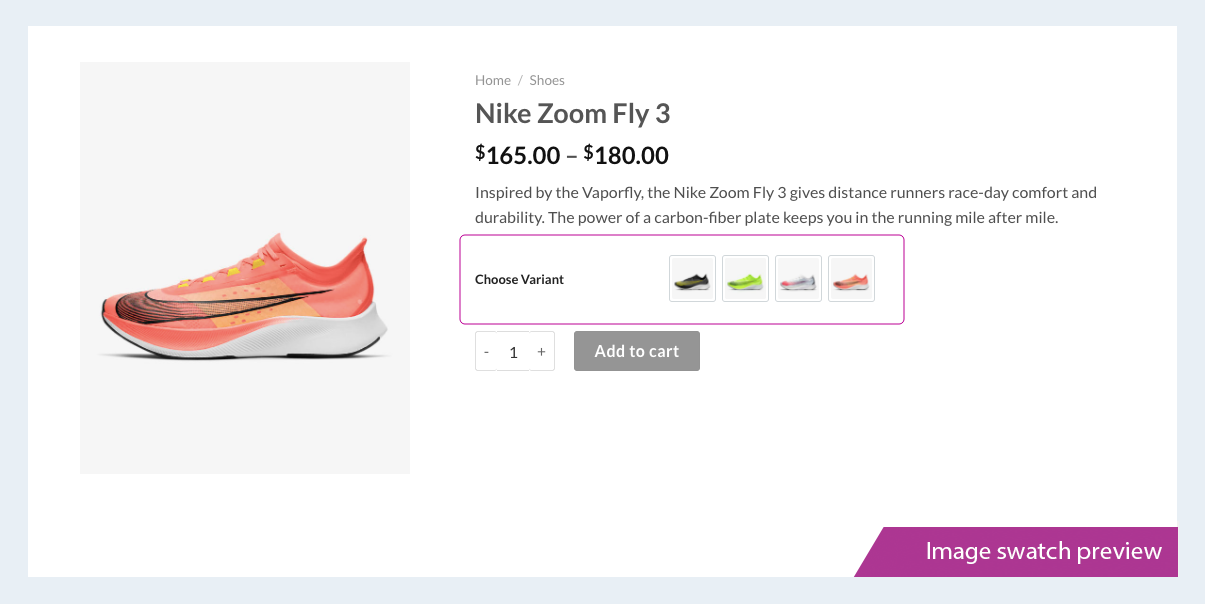 Home / Shoes
Nike Zoom Fly 3
$165.00 – $180.00
Inspired by the Vaporfly, the Nike Zoom Fly 3 gives distance runners race-day comfort and
durability. The power of a carbon-fiber plate keeps you in the running mile after mile.
Choose Variant
- 1 + Add to cart
Image swatch preview